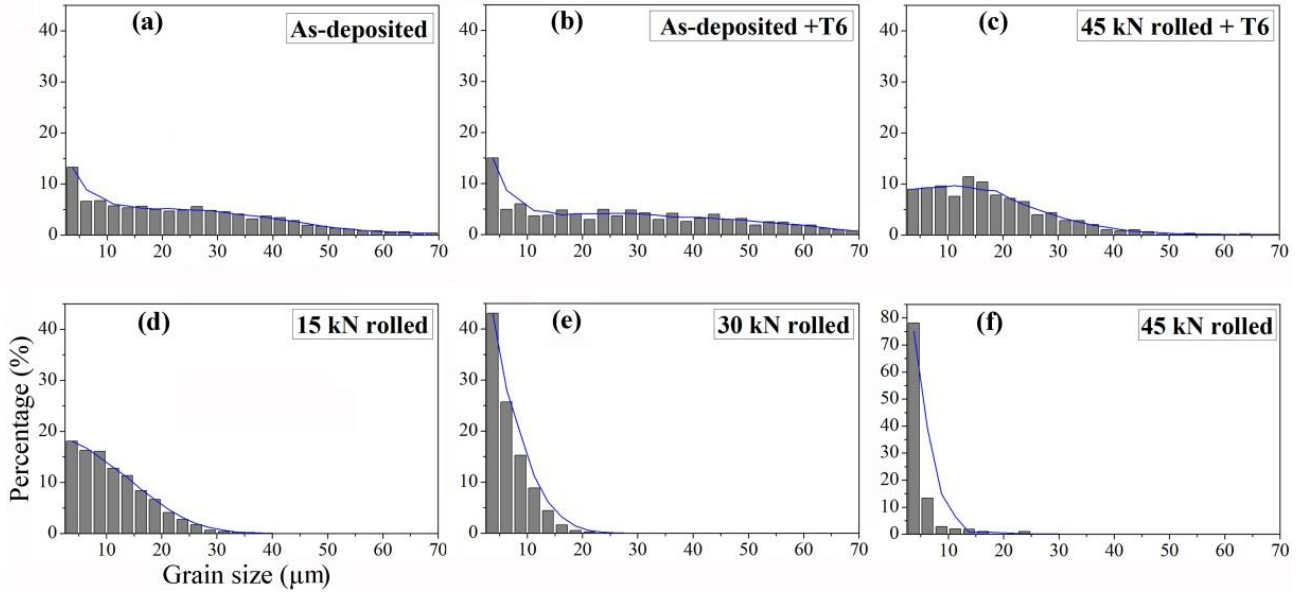 (a) As-deposited
40
30
20
10
0
10 20 30 40 50 60 70
(b) As-deposited +T6
40
30
20
10
0
10 20 30 40 50 60 70
(c) 45 kN rolled + T6
40
30
20
10
0
10 20 30 40 50 60 70
Percentage (%)
(d) 15 kN rolled
40
30
20
10
0
10 20 30 40 50 60 70
Grain size (μm)
(e) 30 kN rolled
40
30
20
10
0
10 20 30 40 50 60 70
(f) 45 kN rolled
80
70
60
50
40
30
20
10
0
10 20 30 40 50 60 70